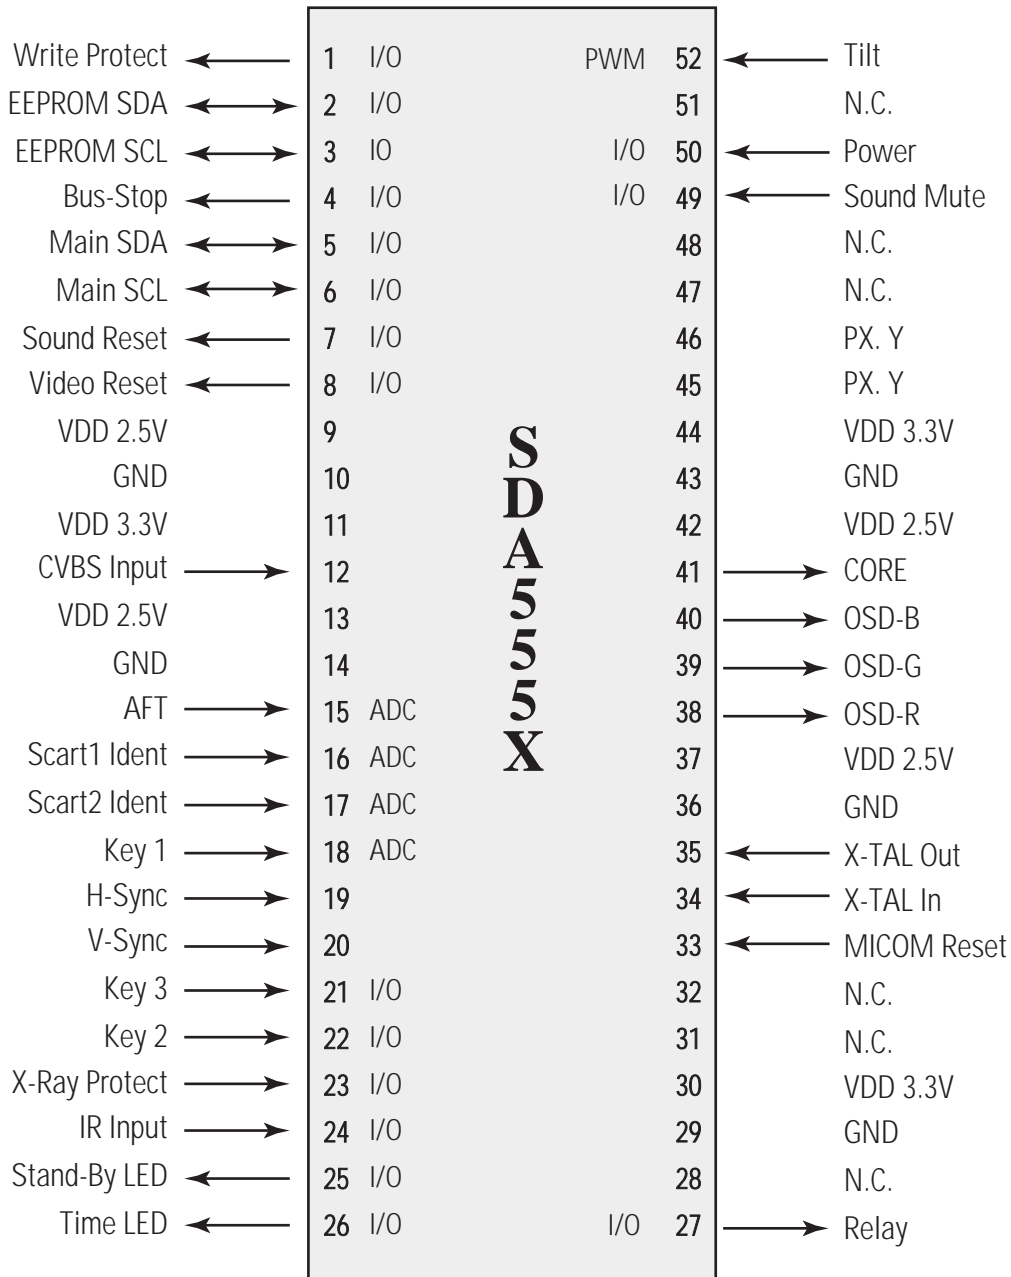 Write Protect 1 I/O PWM 52 Tilt
EEPROM SDA 2 I/O 51 N.C.
EEPROM SCL 3 IO I/O 50 Power
Bus-Stop 4 I/O I/O 49 Sound Mute
Main SDA 5 I/O 48 N.C.
Main SCL 6 I/O 47 N.C.
Sound Reset 7 I/O 46 PX. Y
Video Reset 8 I/O 45 PX. Y
VDD 2.5V 9 44 VDD 3.3V
GND 10 43 GND
VDD 3.3V 11 42 VDD 2.5V
CVBS Input 12 41 CORE
VDD 2.5V 13 40 OSD-B
GND 14 39 OSD-G
AFT 15 ADC 38 OSD-R
Scart1 Ident 16 ADC 37 VDD 2.5V
Scart2 Ident 17 ADC 36 GND
Key 1 18 ADC 35 X-TAL Out
H-Sync 19 34 X-TAL In
V-Sync 20 33 MICOM Reset
Key 3 21 I/O 32 N.C.
Key 2 22 I/O 31 N.C.
X-Ray Protect 23 I/O 30 VDD 3.3V
IR Input 24 I/O 29 GND
Stand-By LED 25 I/O 28 N.C.
Time LED 26 I/O I/O 27 Relay
SDA555X